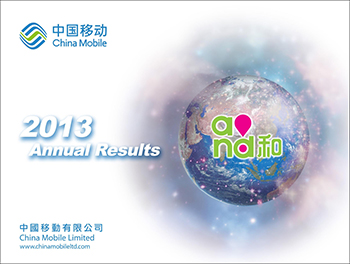 中国移动
China Mobile
2013
Annual Results
and和
中國移動有限公司
China Mobile Limited
www.chinamobileltd.com